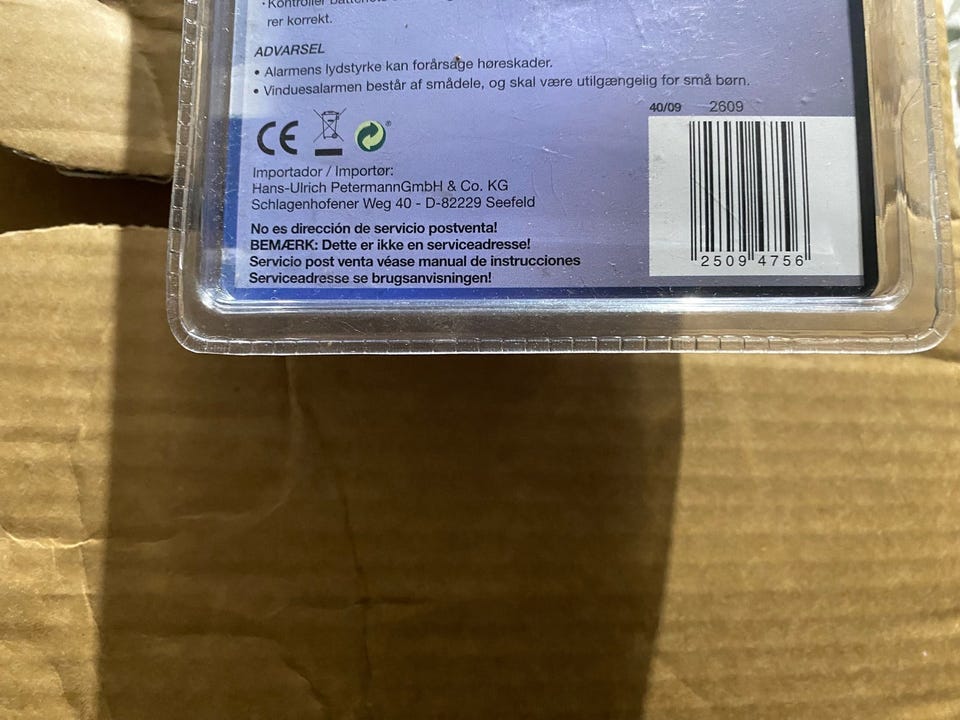 · Kontroller batteriets
rer korrekt.
ADVARSEL
• Alarmens lydstyrke kan forårsage høreskader.
• Vinduesalarmen består af smådele, og skal være utilgængelig for små børn.
40/09 2609
CE
Importador / Importør:
Hans-Ulrich PetermannGmbH & Co. KG
Schlagenhofener Weg 40 - D-82229 Seefeld
No es dirección de servicio postventa!
BEMÆRK: Dette er ikke en serviceadresse!
Servicio post venta véase manual de instrucciones
Serviceadresse se brugsanvisningen!
2509 4756